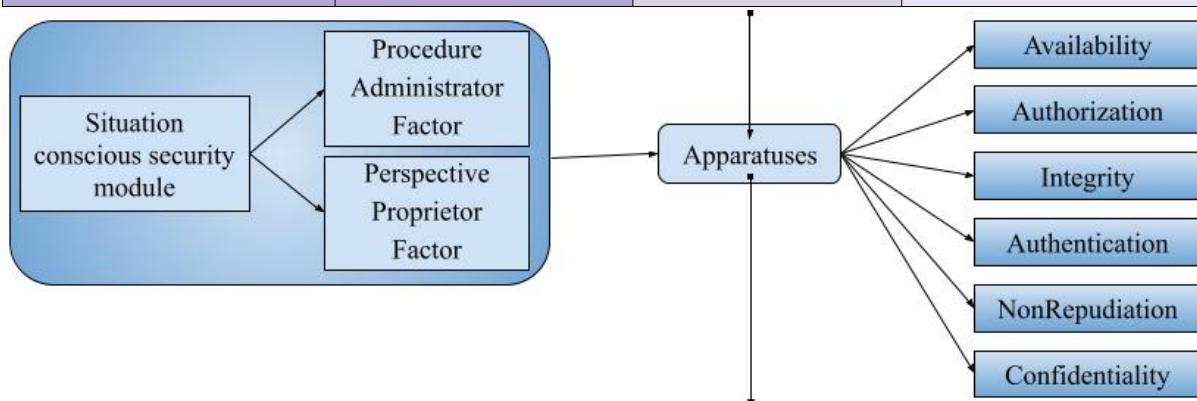 Situation
conscious security
module
Procedure
Administrator
Factor
Perspective
Proprietor
Factor
Apparatuses
Availability
Authorization
Integrity
Authentication
NonRepudiation
Confidentiality